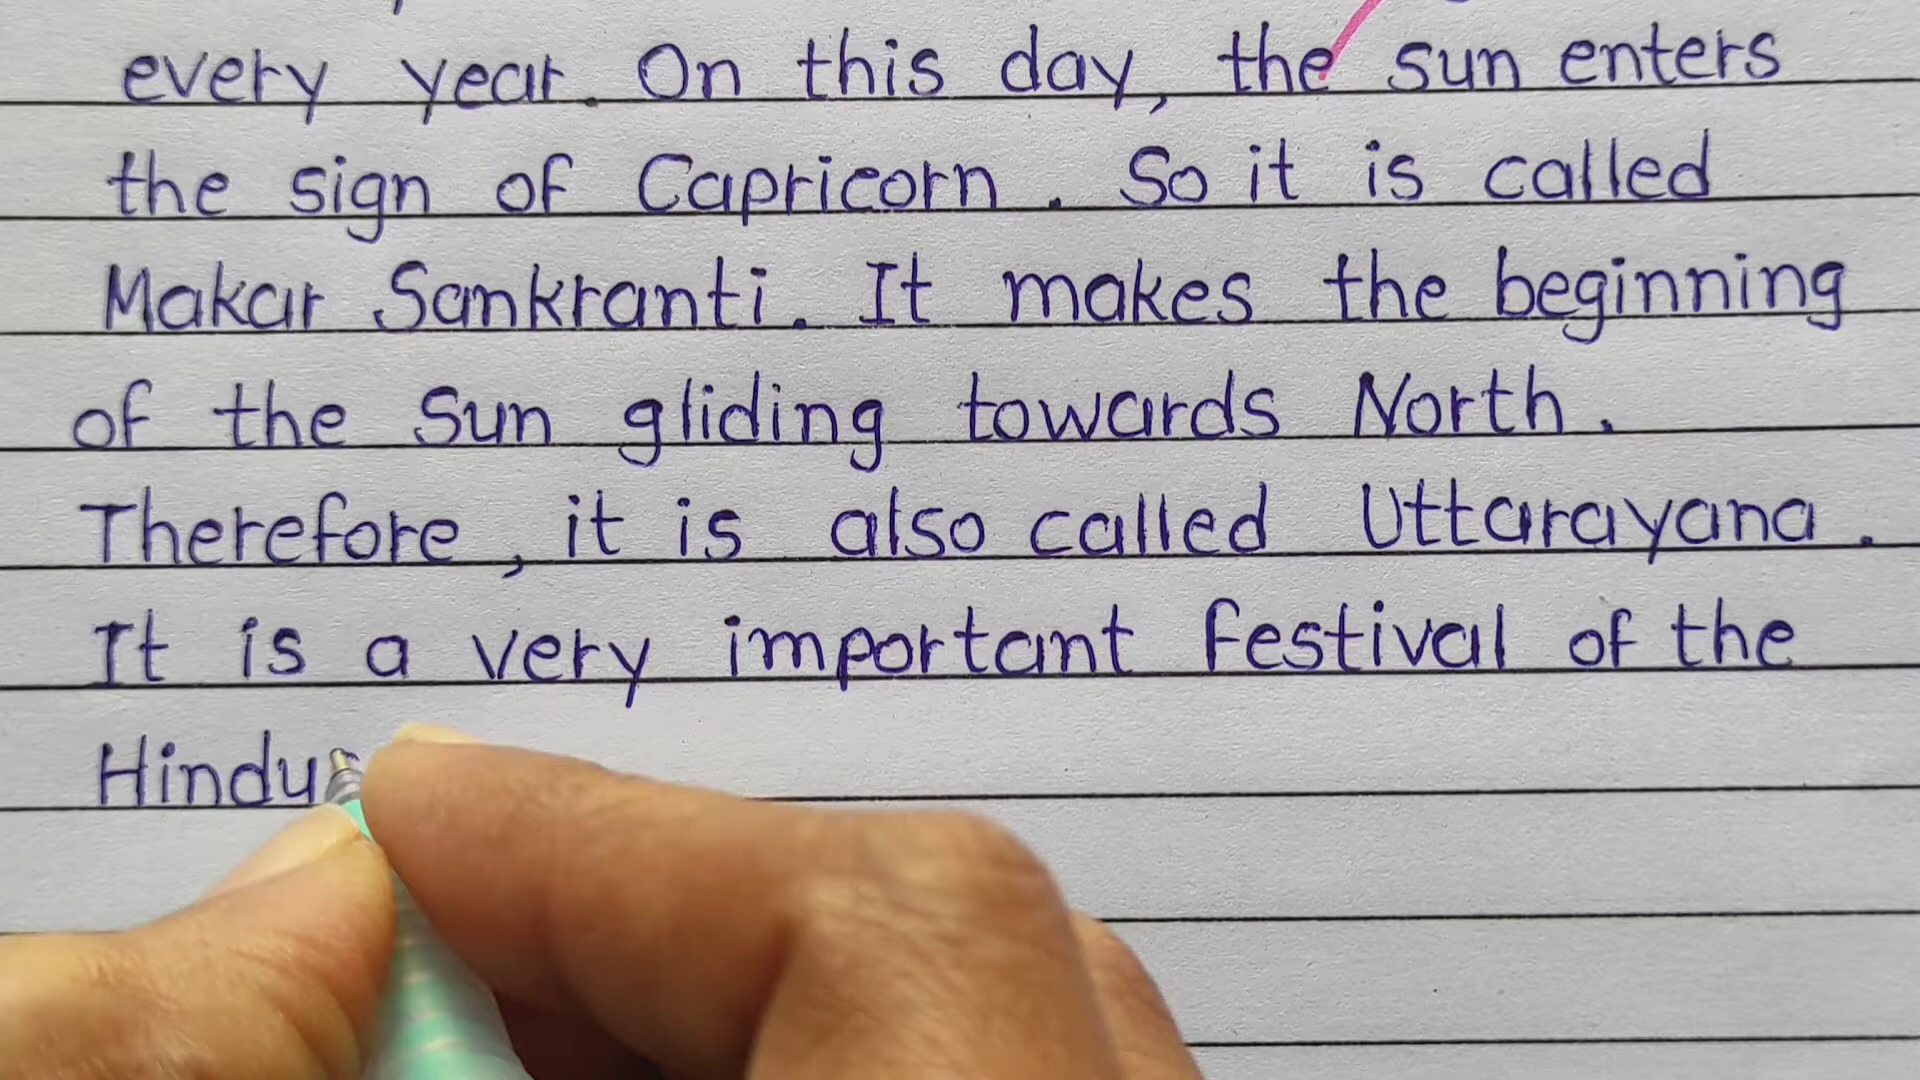 every year. On this day, the sun enters
the sign of Capricorn. So it is called
Makar Sankranti. It makes the beginning
of the Sun gliding towards North.
Therefore, it is also called Uttarayana.
It is a very important festival of the
Hindus